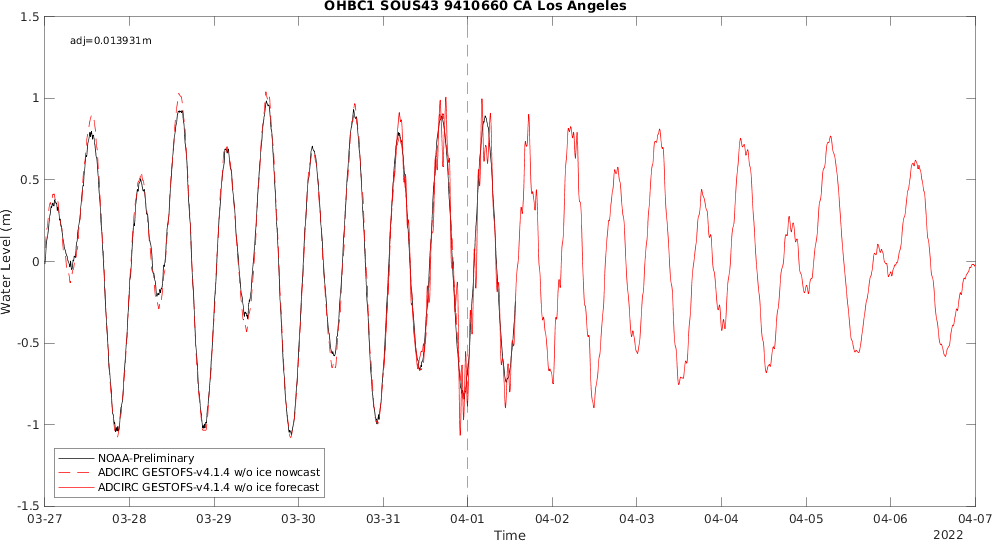 OHBC1 SOUS43 9410660 CA Los Angeles
adj=0.013931m
1.5
1
0.5
0
-0.5
-1
-1.5
Water Level (m)
NOAA-Preliminary
ADCIRC GESTOFS-v4.1.4 w/o ice nowcast
ADCIRC GESTOFS-v4.1.4 w/o ice forecast
03-27 03-28 03-29 03-30 03-31 04-01 04-02 04-03 04-04 04-05 04-06 04-07
Time
2022